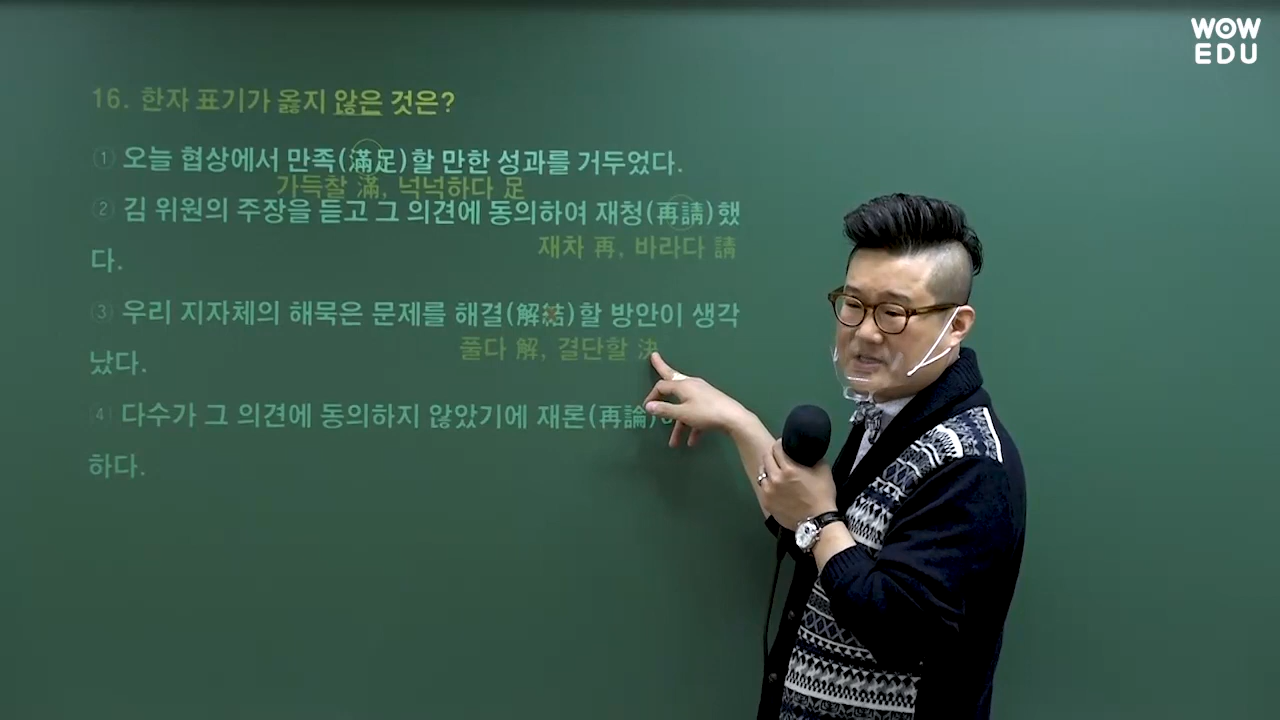 WOW
EDU
16. 한자 표기가 옳지 않은 것은?
① 오늘 협상에서 만족(滿足)할 만한 성과를 거두었다.
가득찰 滿, 넉넉하다 足
② 김 위원의 주장을 듣고 그 의견에 동의하여 재청(再請)했
재차 再, 바라다 請
다.
③ 우리 지자체의 해묵은 문제를 해결(解結)할 방안이 생각
풀다 解, 결단할 決
났다.
④ 다수가 그 의견에 동의하지 않았기에 재론(再論)
하다.